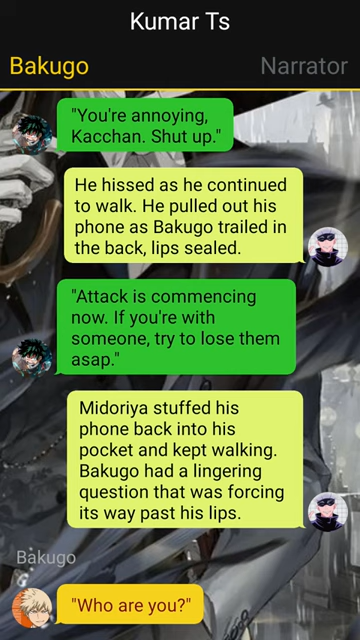 Kumar Ts
Bakugo
Narrator
"You're annoying,
Kacchan. Shut up."
He hissed as he continued
to walk. He pulled out his
phone as Bakugo trailed in
the back, lips sealed.
"Attack is commencing
now. If you're with
someone, try to lose them
asap."
Midoriya stuffed his
phone back into his
pocket and kept walking.
Bakugo had a lingering
question that was forcing
its way past his lips.
Bakugo
"Who are you?"